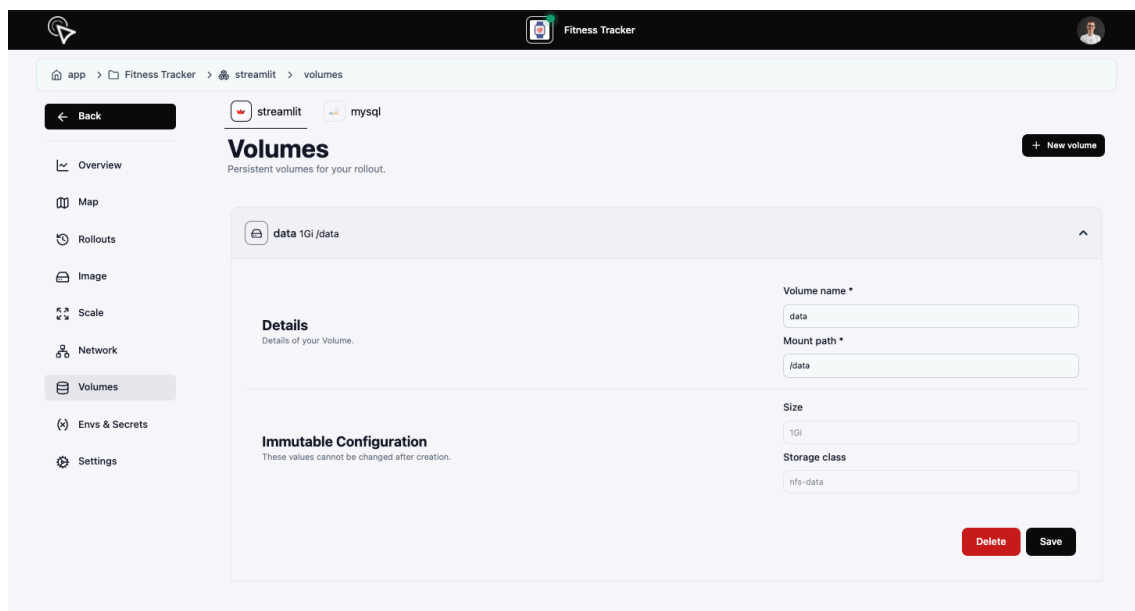 Fitness Tracker
app > Fitness Tracker > streamlit > volumes
Back
streamlit mysql
Volumes
Persistent volumes for your rollout.
+ New volume
Overview
Map
Rollouts
Image
Scale
Network
Volumes
Envs & Secrets
Settings
data 1Gi /data
Details
Details of your Volume.
Volume name *
data
Mount path *
/data
Immutable Configuration
These values cannot be changed after creation.
Size
1Gi
Storage class
nfs-data
Delete Save